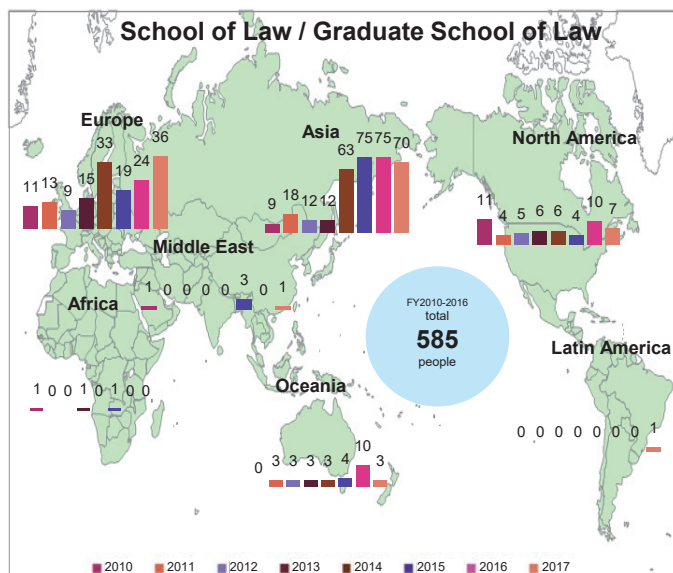 School of Law / Graduate School of Law
Europe
11 13 9 15 33 19 24 36
Asia
9 18 12 12 63 75 75 70
North America
11 4 5 6 6 4 10 7
Middle East
1 0 0 0 0 3 0 1
Africa
1 0 0 1 0 1 0 0
FY2010-2016
total
585
people
Latin America
0 0 0 0 0 0 0 1
Oceania
0 3 3 3 3 4 10 3
2010 2011 2012 2013 2014 2015 2016 2017